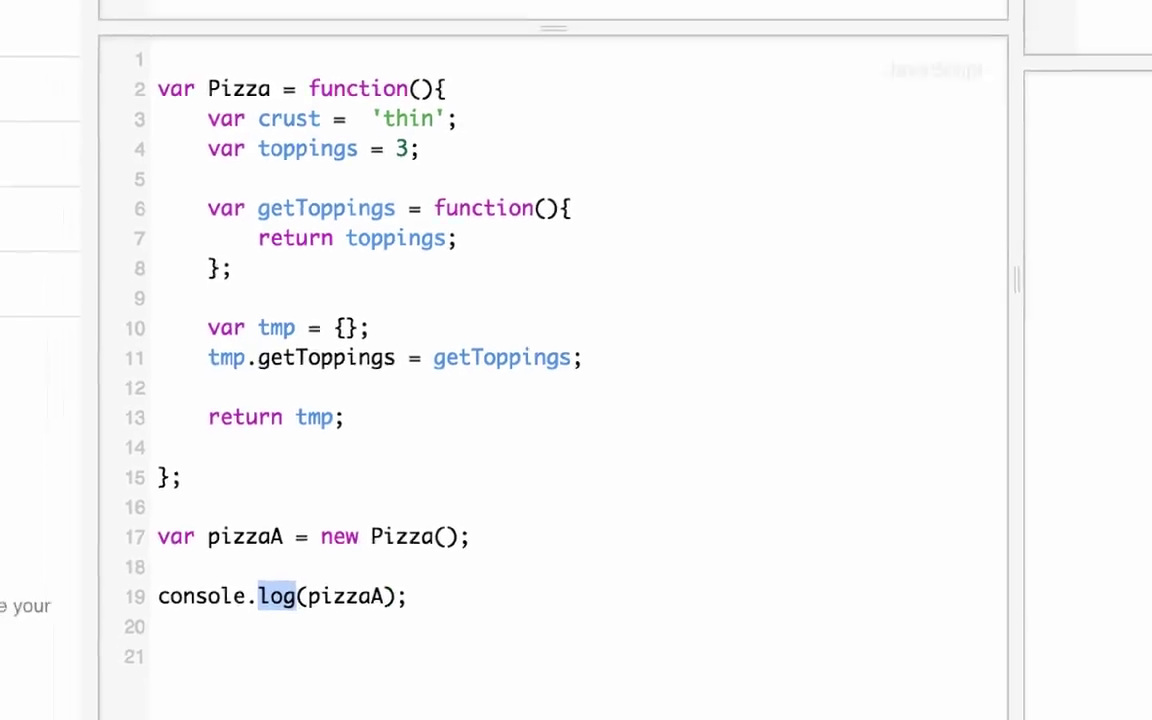 JavaScript
1
2 var Pizza = function(){
3 var crust =  'thin';
4 var toppings = 3;
5
6 var getToppings = function(){
7 return toppings;
8 };
9
10 var tmp = {};
11 tmp.getToppings = getToppings;
12
13 return tmp;
14
15 };
16
17 var pizzaA = new Pizza();
18
19 console.log(pizzaA);
e your
20
21